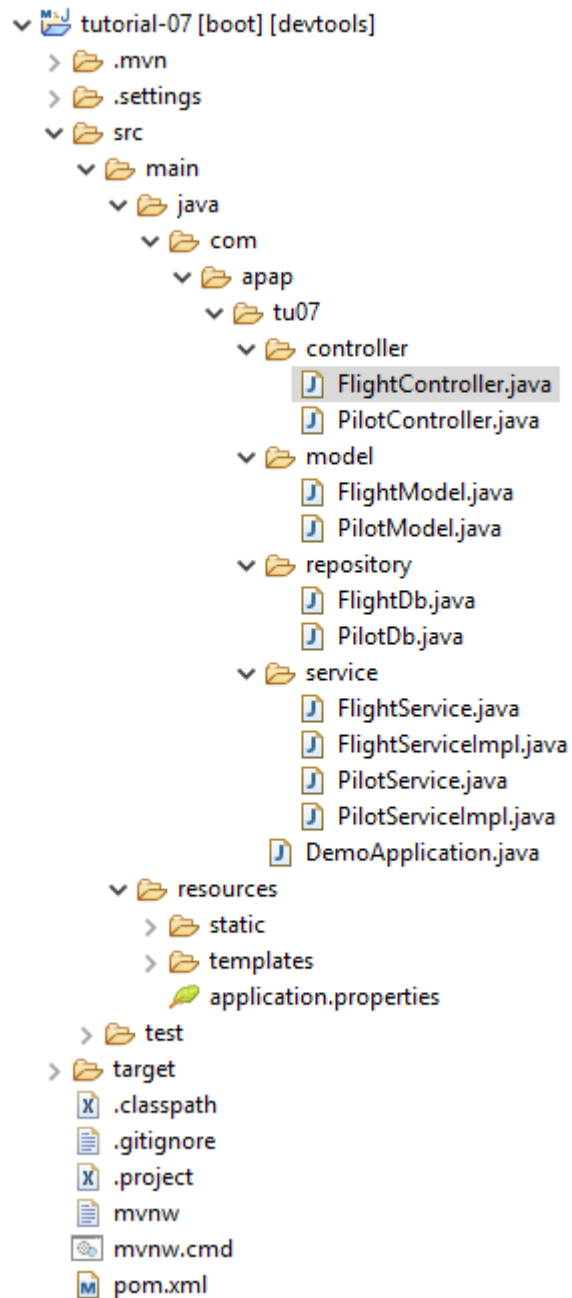 tutorial-07 [boot] [devtools]
.mvn
.settings
src
main
java
com
apap
tu07
controller
FlightController.java
PilotController.java
model
FlightModel.java
PilotModel.java
repository
FlightDb.java
PilotDb.java
service
FlightService.java
FlightServiceImpl.java
PilotService.java
PilotServiceImpl.java
DemoApplication.java
resources
static
templates
application.properties
test
target
.classpath
.gitignore
.project
mvnw
mvnw.cmd
pom.xml